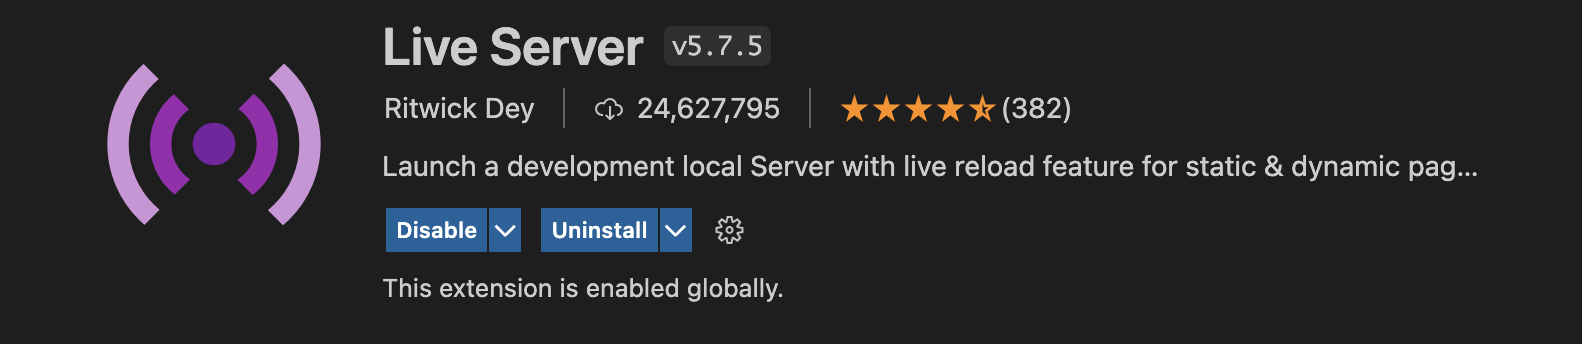 Live Server v5.7.5
Ritwick Dey 24,627,795 (382)
Launch a development local Server with live reload feature for static & dynamic pag...
Disable Uninstall
This extension is enabled globally.